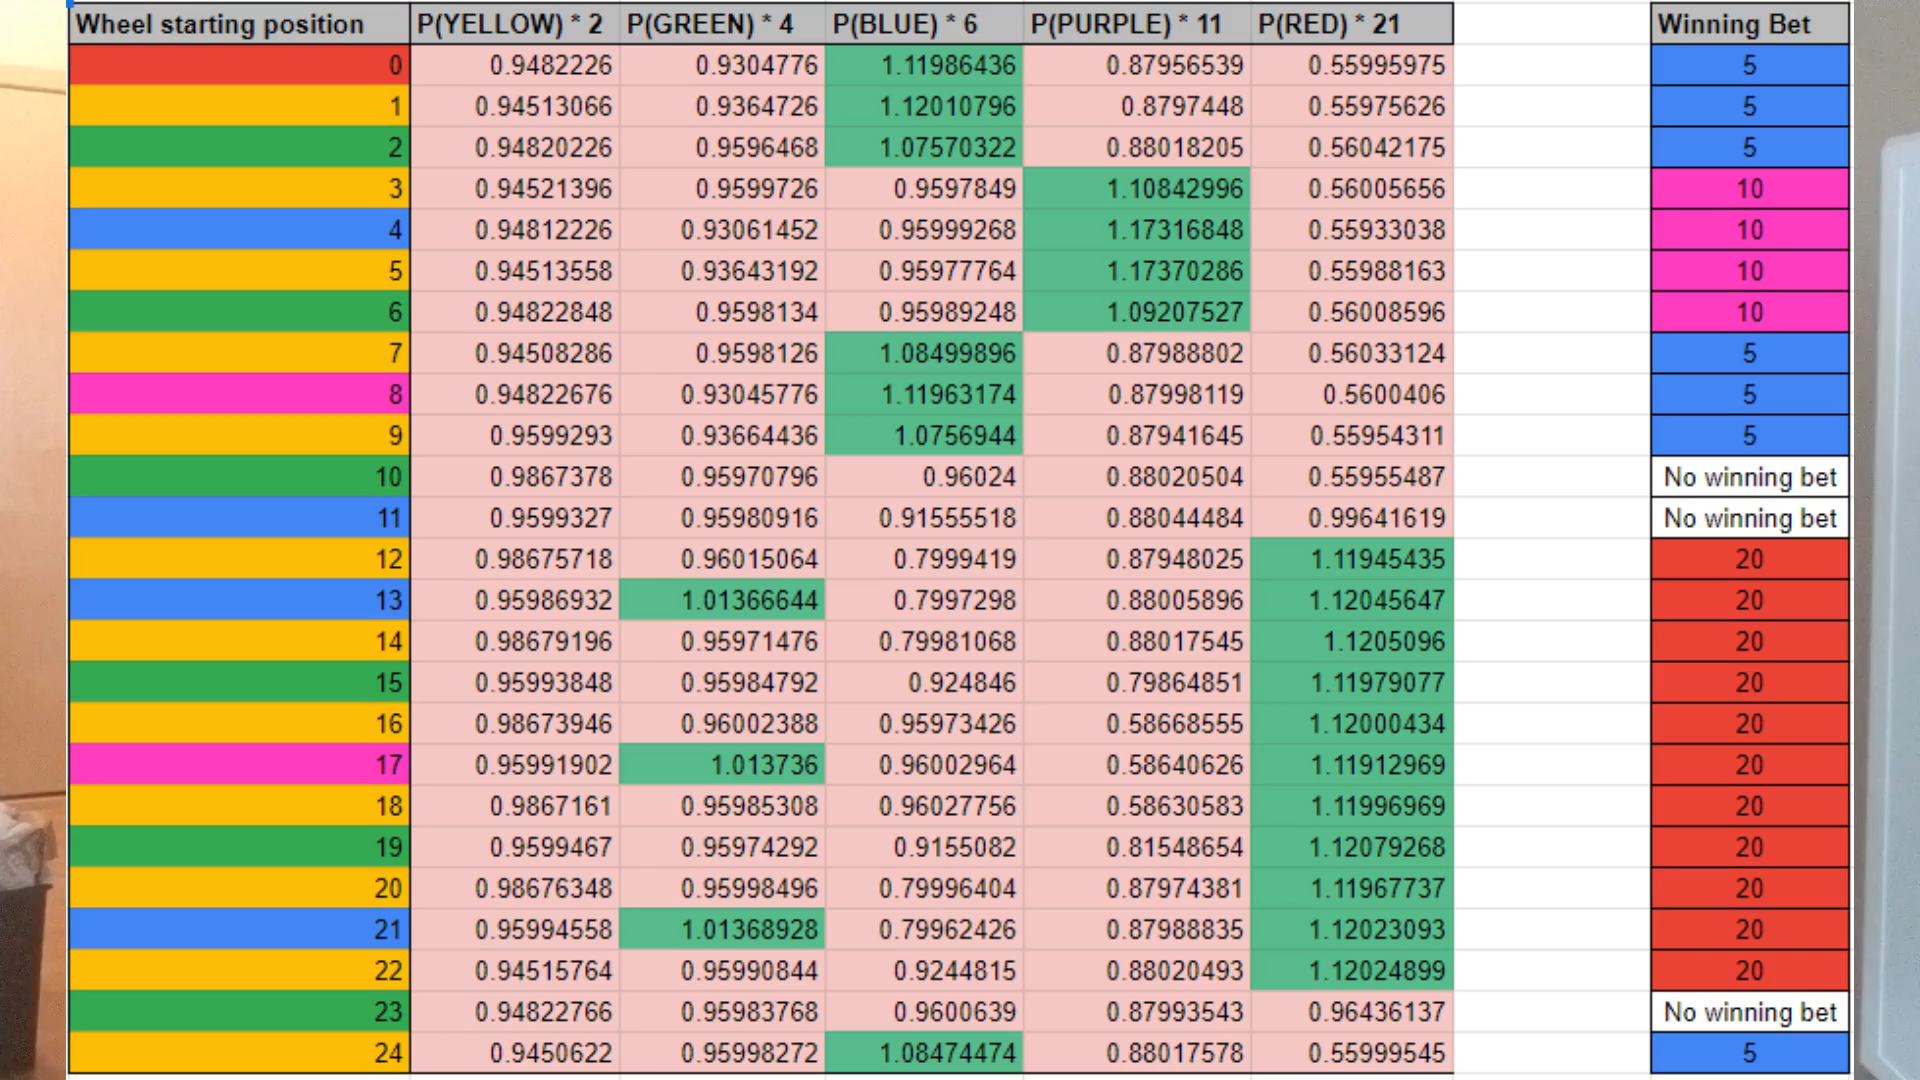 Wheel starting position P(YELLOW) * 2 P(GREEN) * 4 P(BLUE) * 6 P(PURPLE) * 11 P(RED) * 21 Winning Bet
0 0.9482226 0.9304776 1.11986436 0.87956539 0.55995975 5
1 0.94513066 0.9364726 1.12010796 0.8797448 0.55975626 5
2 0.94820226 0.9596468 1.07570322 0.88018205 0.56042175 5
3 0.94521396 0.9599726 0.9597849 1.10842996 0.56005656 10
4 0.94812226 0.93061452 0.95999268 1.17316848 0.55933038 10
5 0.94513558 0.93643192 0.95977764 1.17370286 0.55988163 10
6 0.94822848 0.9598134 0.95989248 1.09207527 0.56008596 10
7 0.94508286 0.9598126 1.08499896 0.87988802 0.56033124 5
8 0.94822676 0.93045776 1.11963174 0.87998119 0.5600406 5
9 0.9599293 0.93664436 1.0756944 0.87941645 0.55954311 5
10 0.9867378 0.95970796 0.96024 0.88020504 0.55955487 No winning bet
11 0.9599327 0.95980916 0.91555518 0.88044484 0.99641619 No winning bet
12 0.98675718 0.96015064 0.7999419 0.87948025 1.11945435 20
13 0.95986932 1.01366644 0.7997298 0.88005896 1.12045647 20
14 0.98679196 0.95971476 0.79981068 0.88017545 1.1205096 20
15 0.95993848 0.95984792 0.924846 0.79864851 1.11979077 20
16 0.98673946 0.96002388 0.95973426 0.58668555 1.12000434 20
17 0.95991902 1.013736 0.96002964 0.58640626 1.11912969 20
18 0.9867161 0.95985308 0.96027756 0.58630583 1.11996969 20
19 0.9599467 0.95974292 0.9155082 0.81548654 1.12079268 20
20 0.98676348 0.95998496 0.79996404 0.87974381 1.11967737 20
21 0.95994558 1.01368928 0.79962426 0.87988835 1.12023093 20
22 0.94515764 0.95990844 0.9244815 0.88020493 1.12024899 20
23 0.94822766 0.95983768 0.9600639 0.87993543 0.96436137 No winning bet
24 0.9450622 0.95998272 1.08474474 0.88017578 0.55999545 5